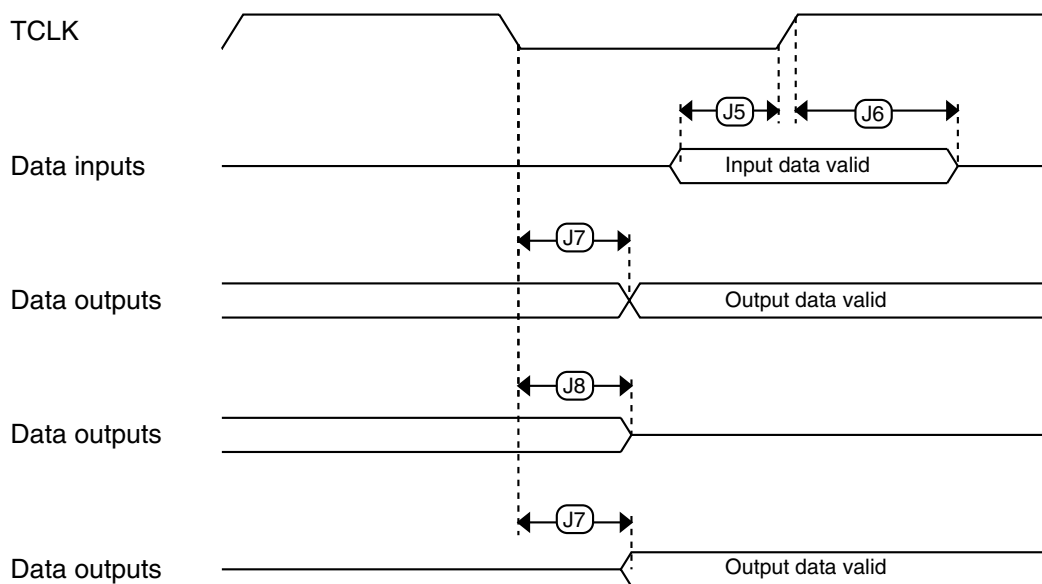 TCLK
J5
J6
Data inputs
Input data valid
J7
Data outputs
Output data valid
J8
Data outputs
J7
Data outputs
Output data valid